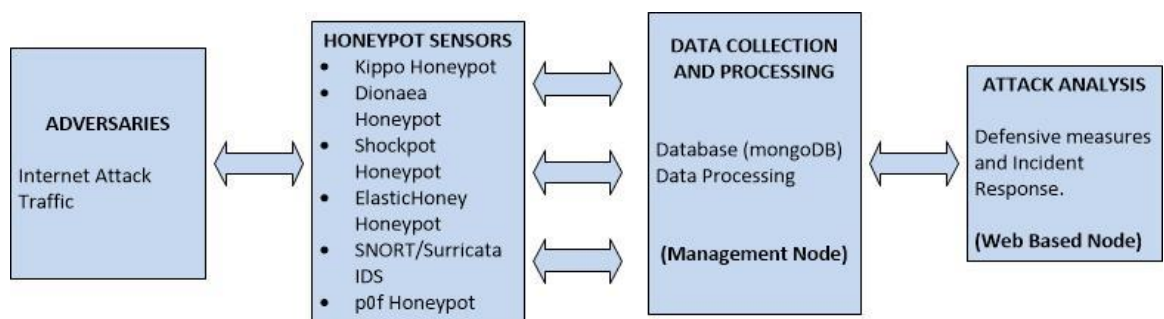 ADVERSARIES
Internet Attack
Traffic
HONEYPOT SENSORS
• Kippo Honeypot
• Dionaea
Honeypot
• Shockpot
Honeypot
• ElasticHoney
Honeypot
• SNORT/Surricata
IDS
• p0f Honeypot
DATA COLLECTION
AND PROCESSING
Database (mongoDB)
Data Processing
(Management Node)
ATTACK ANALYSIS
Defensive measures
and Incident
Response.
(Web Based Node)